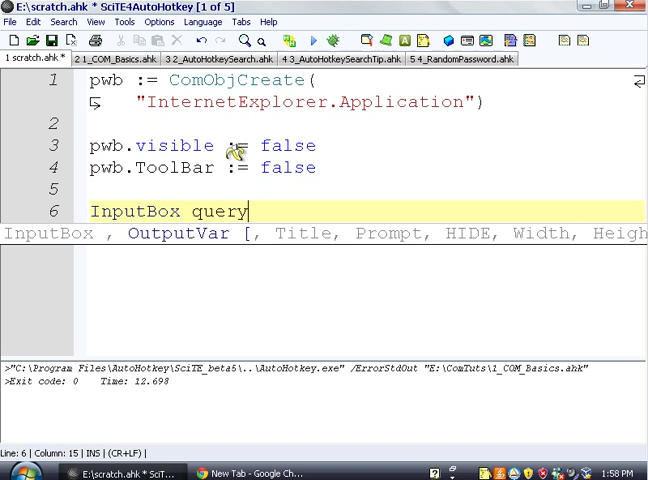 E:\scratch.ahk * SciTE4AutoHotkey [1 of 5]
File Edit Search View Tools Options Language Tabs Help
1 scratch.ahk * 2 1_COM_Basics.ahk 3 2_AutoHotkeySearch.ahk 4 3_AutoHotkeySearchTip.ahk 5 4_RandomPassword.ahk
1 pwb := ComObjCreate(
"InternetExplorer.Application")
2
3 pwb.visible := false
4 pwb.ToolBar := false
5
6 InputBox query
InputBox , OutputVar [, Title, Prompt, HIDE, Width, Heigh
>"C:\Program Files\AutoHotkey\SciTE_beta5\..\AutoHotkey.exe" /ErrorStdOut "E:\ComTuts\1_COM_Basics.ahk"
>Exit code: 0 Time: 12.698
Line: 6 | Column: 15 | INS | (CR+LF) |
E:\scratch.ahk * SciT... New Tab - Google Ch... 1:58 PM